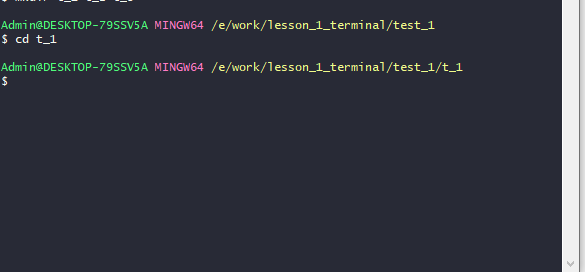 Admin@DESKTOP-79SSV5A MINGW64 /e/work/lesson_1_terminal/test_1
$ cd t_1
Admin@DESKTOP-79SSV5A MINGW64 /e/work/lesson_1_terminal/test_1/t_1
$